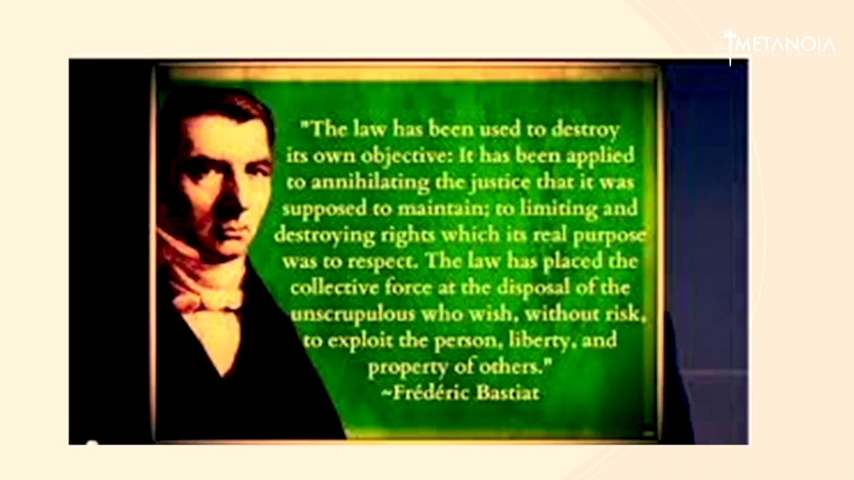 METANOIA
"The law has been used to destroy
its own objective: It has been applied
to annihilating the justice that it was
supposed to maintain; to limiting and
destroying rights which its real purpose
was to respect. The law has placed the
collective force at the disposal of the
unscrupulous who wish, without risk,
to exploit the person, liberty, and
property of others."
~Frédéric Bastiat